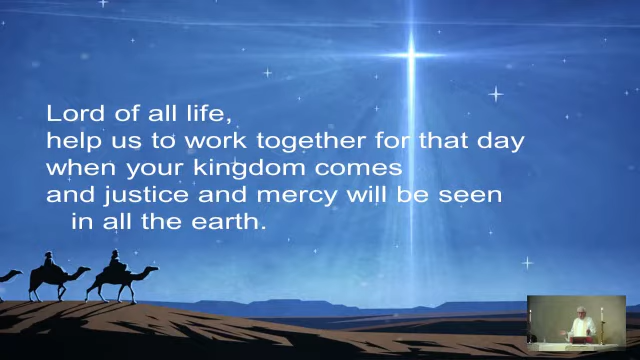 Lord of all life,
help us to work together for that day
when your kingdom comes
and justice and mercy will be seen
in all the earth.